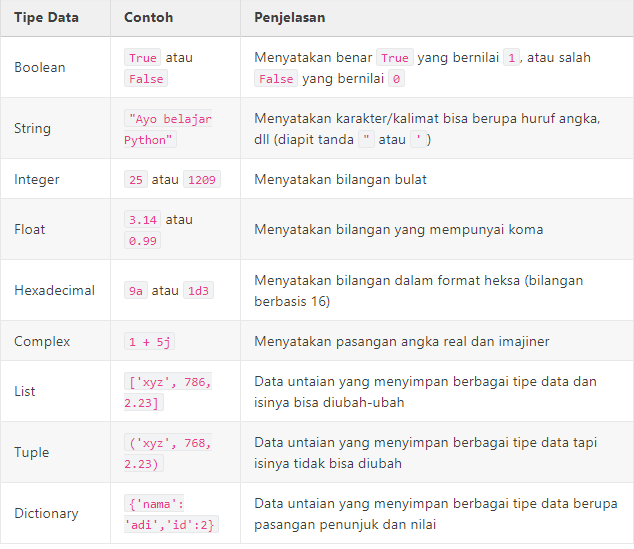 Tipe Data Contoh Penjelasan
Boolean
True atau
False
Menyatakan benar True yang bernilai 1, atau salah
False yang bernilai 0
String
"Ayo belajar
Python"
Menyatakan karakter/kalimat bisa berupa huruf angka,
dll (diapit tanda " atau ')
Integer
25 atau 1209
Menyatakan bilangan bulat
Float
3.14 atau
0.99
Menyatakan bilangan yang mempunyai koma
Hexadecimal
9a atau 1d3
Menyatakan bilangan dalam format heksa (bilangan
berbasis 16)
Complex
1 + 5j
Menyatakan pasangan angka real dan imajiner
List
['xyz', 786,
2.23]
Data untaian yang menyimpan berbagai tipe data dan
isinya bisa diubah-ubah
Tuple
('xyz', 768,
2.23)
Data untaian yang menyimpan berbagai tipe data tapi
isinya tidak bisa diubah
Dictionary
{'nama':
'adi','id':2}
Data untaian yang menyimpan berbagai tipe data berupa
pasangan penunjuk dan nilai